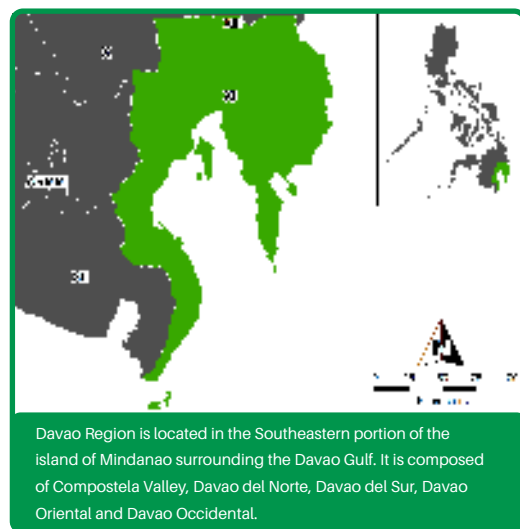 X
XI
Davao Region is located in the Southeastern portion of the
island of Mindanao surrounding the Davao Gulf. It is composed
of Compostela Valley, Davao del Norte, Davao del Sur, Davao
Oriental and Davao Occidental.